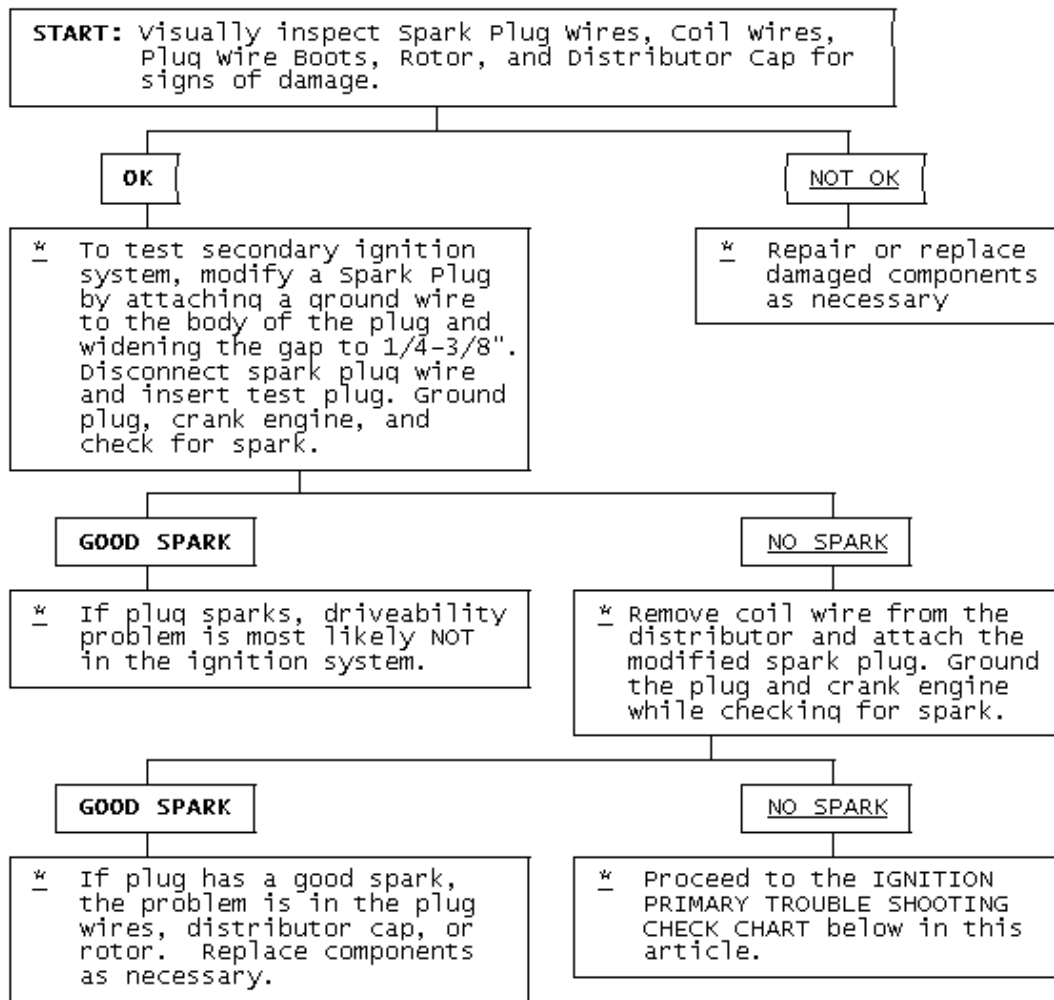 START: Visually inspect Spark Plug Wires, Coil Wires,
Plug Wire Boots, Rotor, and Distributor Cap for
signs of damage.
OK
NOT OK
* To test secondary ignition
system, modify a Spark Plug
by attaching a ground wire
to the body of the plug and
widening the gap to 1/4-3/8".
Disconnect spark plug wire
and insert test plug. Ground
plug, crank engine, and
check for spark.
* Repair or replace
damaged components
as necessary
GOOD SPARK
NO SPARK
* If plug sparks, driveability
problem is most likely NOT
in the ignition system.
* Remove coil wire from the
distributor and attach the
modified spark plug. Ground
the plug and crank engine
while checking for spark.
GOOD SPARK
NO SPARK
* If plug has a good spark,
the problem is in the plug
wires, distributor cap, or
rotor. Replace components
as necessary.
* Proceed to the IGNITION
PRIMARY TROUBLE SHOOTING
CHECK CHART below in this
article.